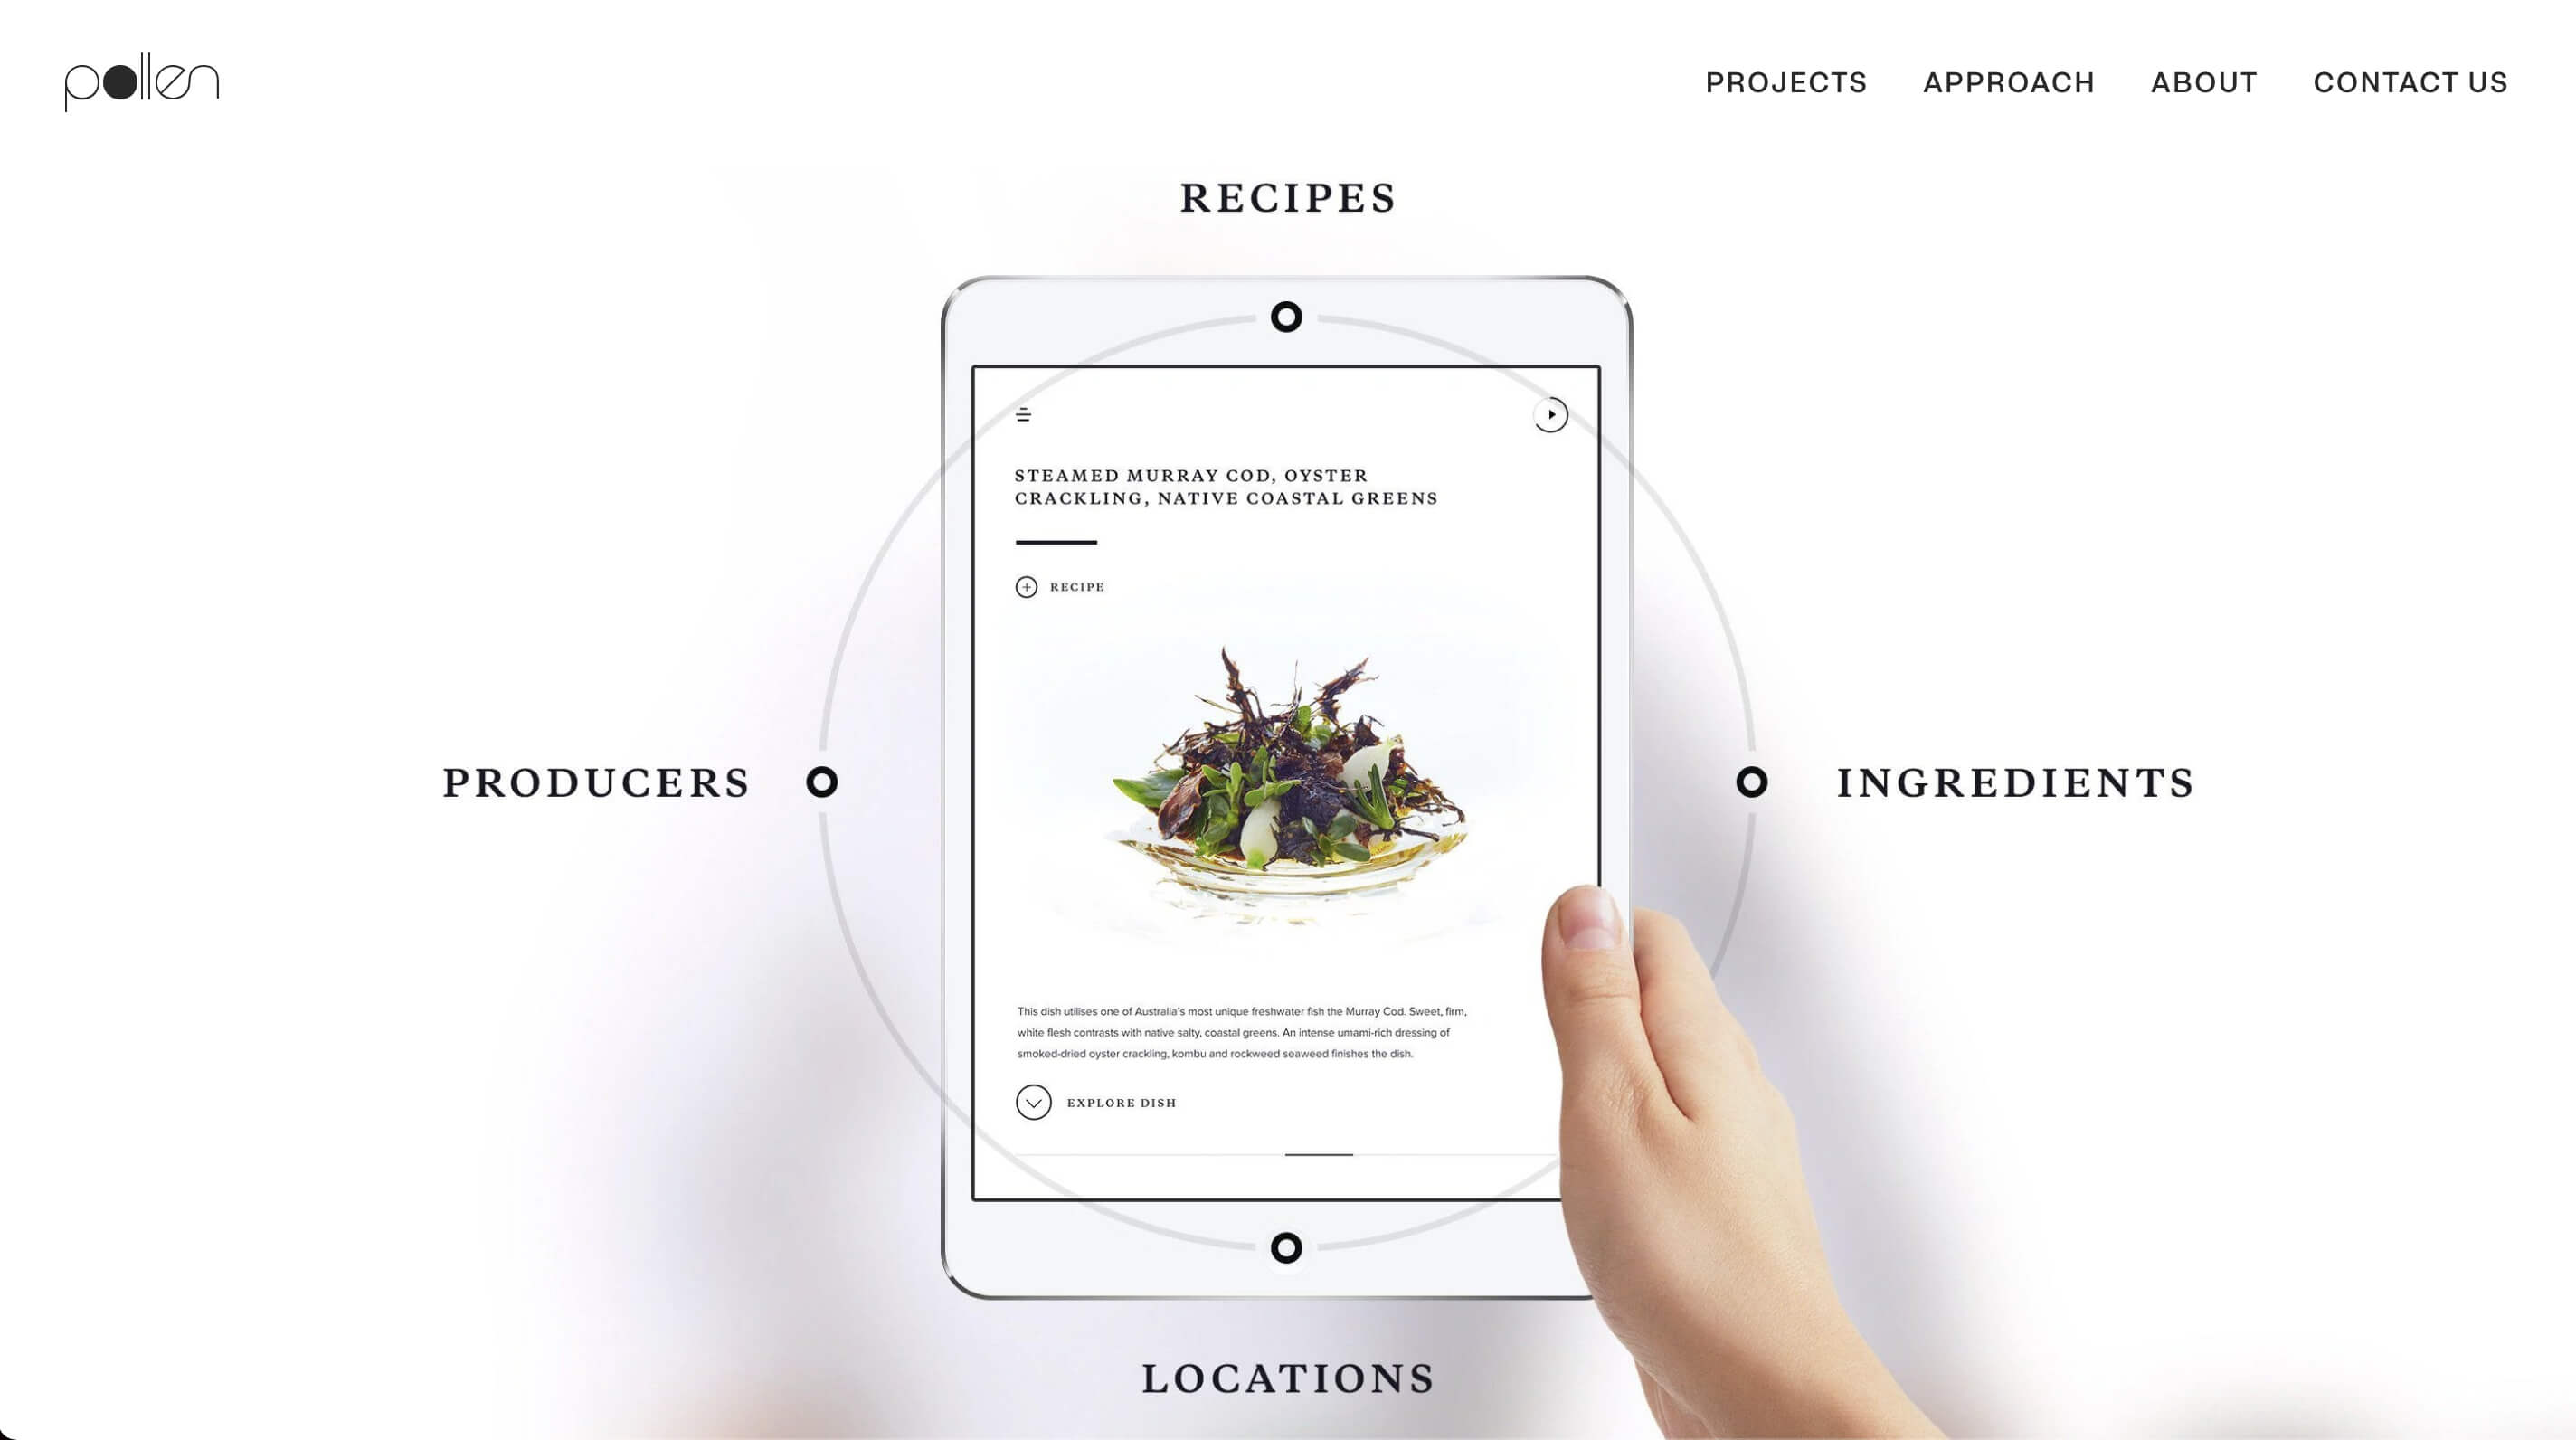 pollen
PROJECTS
APPROACH
ABOUT
CONTACT US
RECIPES
STEAMED MURRAY COD, OYSTER
CRACKLING, NATIVE COASTAL GREENS
RECIPE
PRODUCERS
INGREDIENTS
This dish utilises one of Australia's most unique freshwater fish the Murray Cod. Sweet, firm,
white flesh contrasts with native salty, coastal greens. An intense umami-rich dressing of
smoked-dried oyster crackling, kombu and rockweed seaweed finishes the dish.
EXPLORE DISH
LOCATIONS